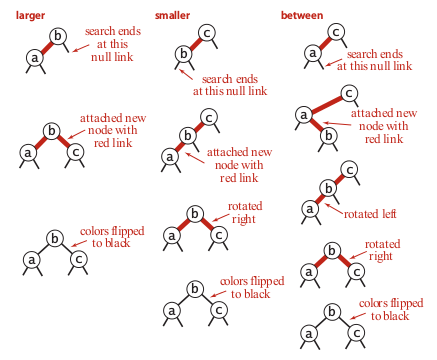 larger
b
a
search ends
at this
null link
b
a
c
attached new
node with
red link
b
a
c
colors flipped
to black
smaller
c
b
search ends
at this null link
c
b
a
attached new
node with
red link
b
a
c
rotated
right
b
a
c
colors flipped
to black
between
c
a
search ends
at this null link
c
a
b
attached new
node with
red link
c
b
a
rotated left
b
a
c
rotated
right
b
a
c
colors flipped
to black